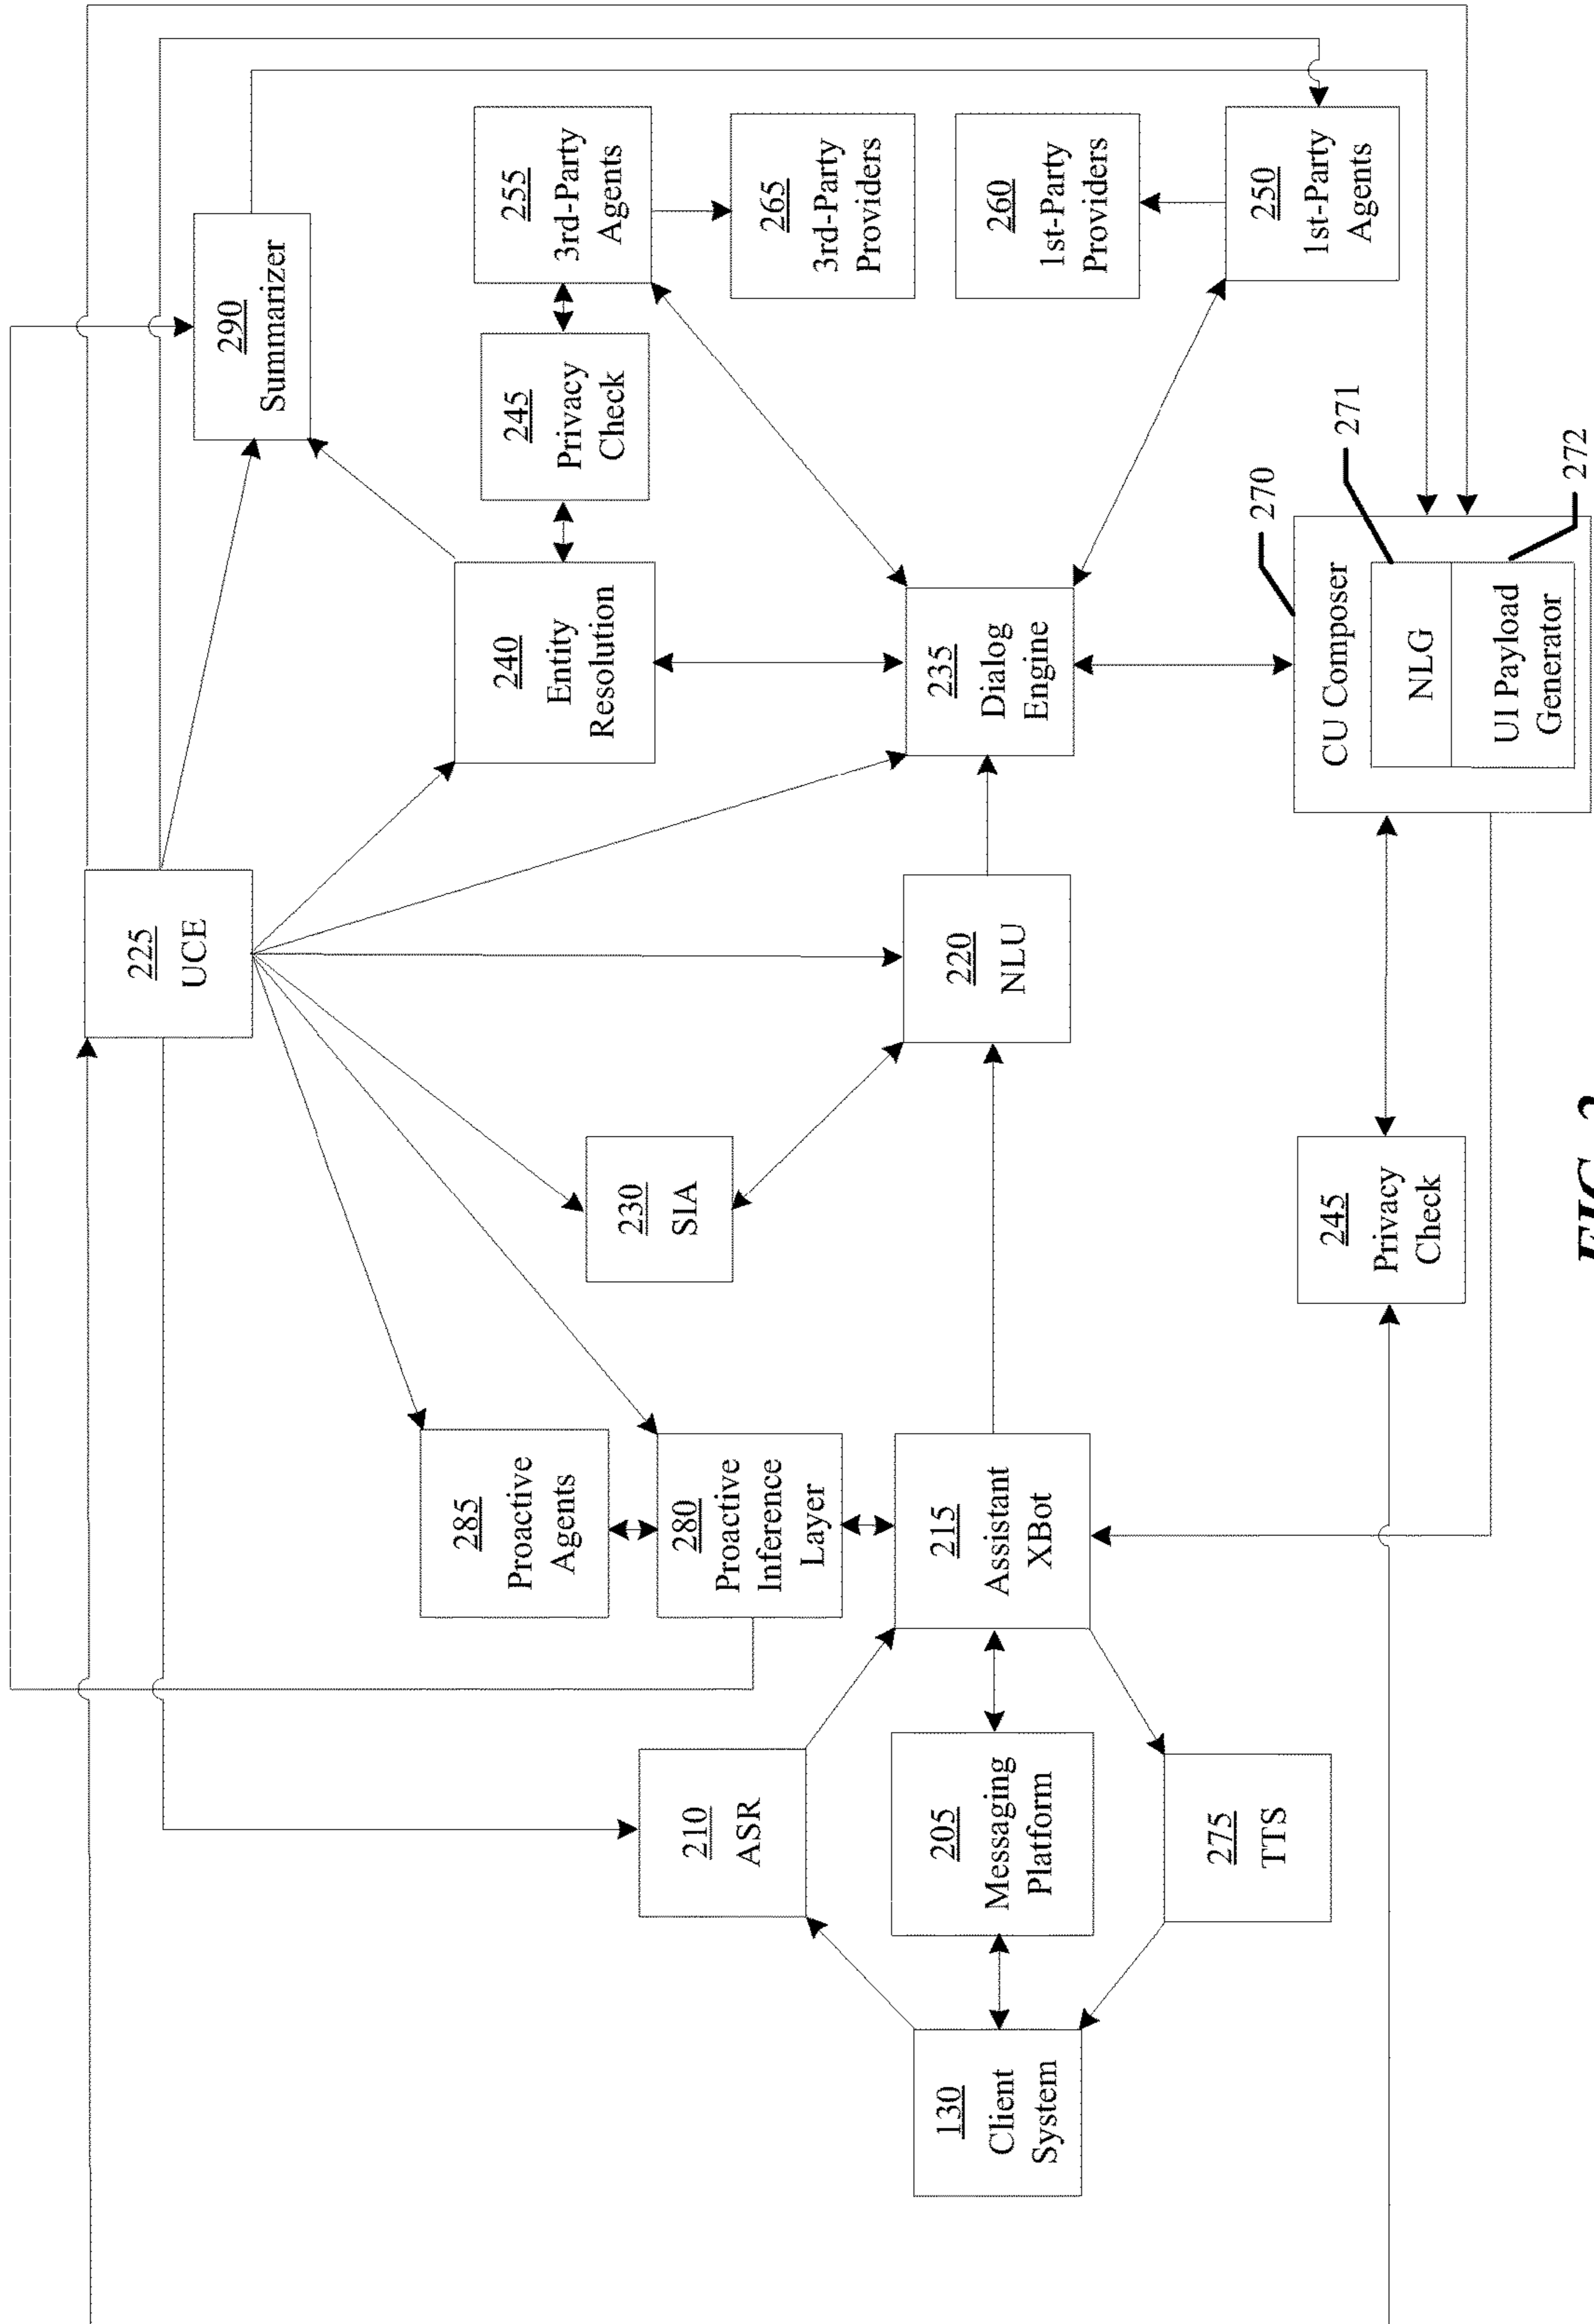 225
UCE
290
Summarizer
285
Proactive
Agents
240
Entity
Resolution
245
Privacy
Check
255
3rd-Party
Agents
230
SIA
210
ASR
280
Proactive
Inference
Layer
265
3rd-Party
Providers
130
Client
System
205
Messaging
Platform
215
Assistant
XBot
220
NLU
235
Dialog
Engine
260
1st-Party
Providers
275
TTS
250
1st-Party
Agents
245
Privacy
Check
270
CU Composer
271
NLG
272
UI Payload
Generator
FIG. 2